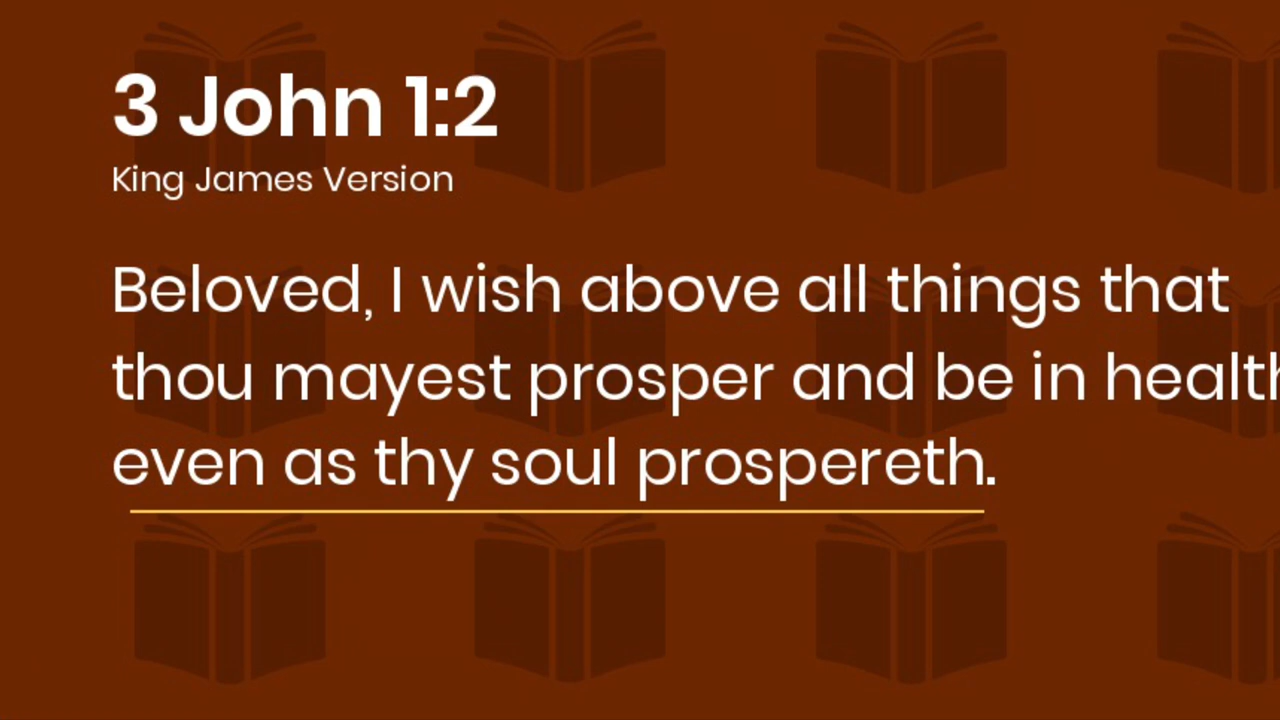 3 John 1:2
King James Version
Beloved, I wish above all things that
thou mayest prosper and be in health
even as thy soul prospereth.